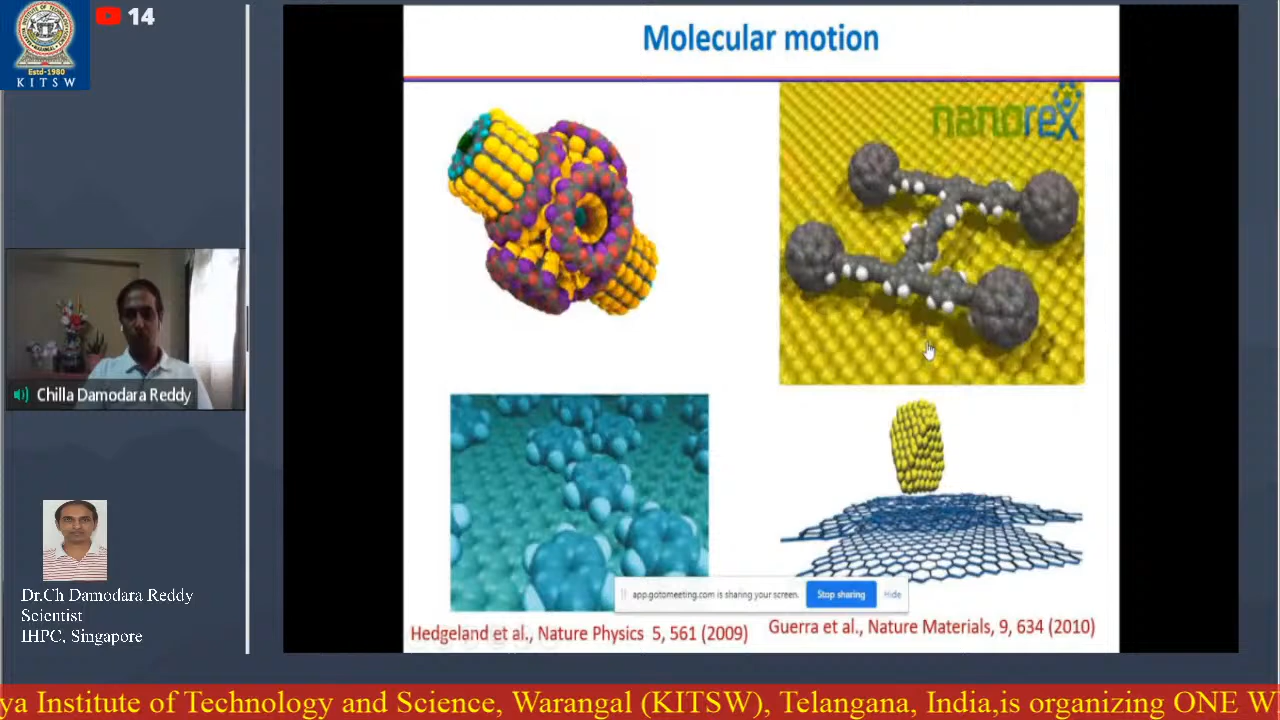 14
Estd-1980
K I T S W
Molecular motion
nanorex
Chilla Damodara Reddy
Dr.Ch Damodara Reddy
Scientist
IHPC, Singapore
app.gotomeeting.com is sharing your screen.
Stop sharing
Hide
Hedgeland et al., Nature Physics 5, 561 (2009)
Guerra et al., Nature Materials, 9, 634 (2010)
ya Institute of Technology and Science, Warangal (KITSW), Telangana, India,is organizing ONE W